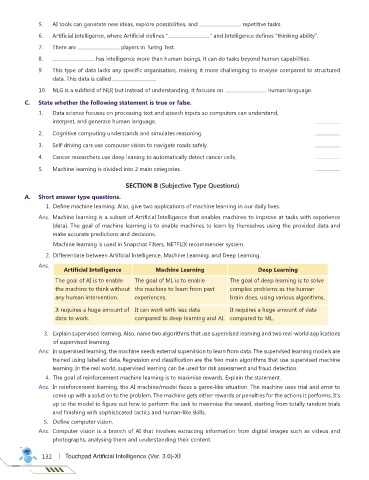 5. AI tools can generate new ideas, explore possibilities, and ________________ repetitive tasks.
6. Artificial Intelligence, where Artificial defines "________________" and Intelligence defines "thinking ability".
7. There are ________________ players in Turing Test.
8. ________________ has intelligence more than human beings, it can do tasks beyond human capabilities.
9. This type of data lacks any specific organisation, making it more challenging to analyse compared to structured
data. This data is called ________________.
10. NLG is a subfield of NLP, but instead of understanding, it focuses on ________________ human language.
C. State whether the following statement is true or false.
1. Data science focuses on processing text and speech inputs so computers can understand,
interpret, and generate human language. ________
2. Cognitive computing understands and simulates reasoning. ________
3. Self-driving cars use computer vision to navigate roads safely. ________
4. Cancer researchers use deep leaning to automatically detect cancer cells. ________
5. Machine learning is divided into 2 main categories. ________
SECTION B (Subjective Type Questions)
A. Short answer type questions.
1. Define machine learning. Also, give two applications of machine learning in our daily lives.
Ans. Machine learning is a subset of Artificial Intelligence that enables machines to improve at tasks with experience
(data). The goal of machine learning is to enable machines to learn by themselves using the provided data and
make accurate predictions and decisions.
Machine learning is used in Snapchat Filters, NETFLIX recommender system.
2. Differentiate between Artificial Intelligence, Machine Learning, and Deep Learning.
Ans.
Artificial Intelligence Machine Learning Deep Learning
The goal of AI is to enable The goal of ML is to enable The goal of deep learning is to solve
the machine to think without the machine to learn from past complex problems as the human
any human intervention. experiences. brain does, using various algorithms.
It requires a huge amount of It can work with less data It requires a huge amount of data
data to work. compared to deep learning and AI. compared to ML.
3. Explain supervised learning. Also, name two algorithms that use supervised learning and two real-world applications
of supervised learning.
Ans. In supervised learning, the machine needs external supervision to learn from data. The supervised learning models are
trained using labelled data. Regression and classification are the two main algorithms that use supervised machine
learning. In the real world, supervised learning can be used for risk assessment and fraud detection.
4. The goal of reinforcement machine learning is to maximise rewards. Explain the statement.
Ans. In reinforcement learning, the AI machine/model faces a game-like situation. The machine uses trial and error to
come up with a solution to the problem. The machine gets either rewards or penalties for the actions it performs. It's
up to the model to figure out how to perform the task to maximise the reward, starting from totally random trials
and finishing with sophisticated tactics and human-like skills.
5. Define computer vision.
Ans. Computer vision is a branch of AI that involves extracting information from digital images such as videos and
photographs, analysing them and understanding their content.
132 | Touchpad Artificial Intelligence (Ver. 3.0)-XI